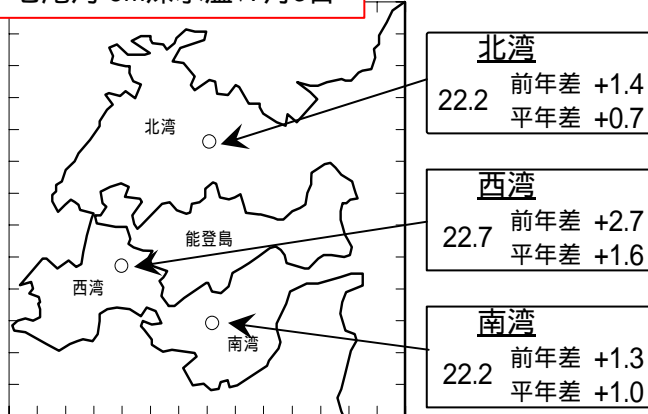 北湾
22.2
前年差 +1.4
平年差 +0.7
北湾
西湾
22.7
前年差 +2.7
平年差 +1.6
能登島
西湾
南湾
22.2
前年差 +1.3
平年差 +1.0
南湾